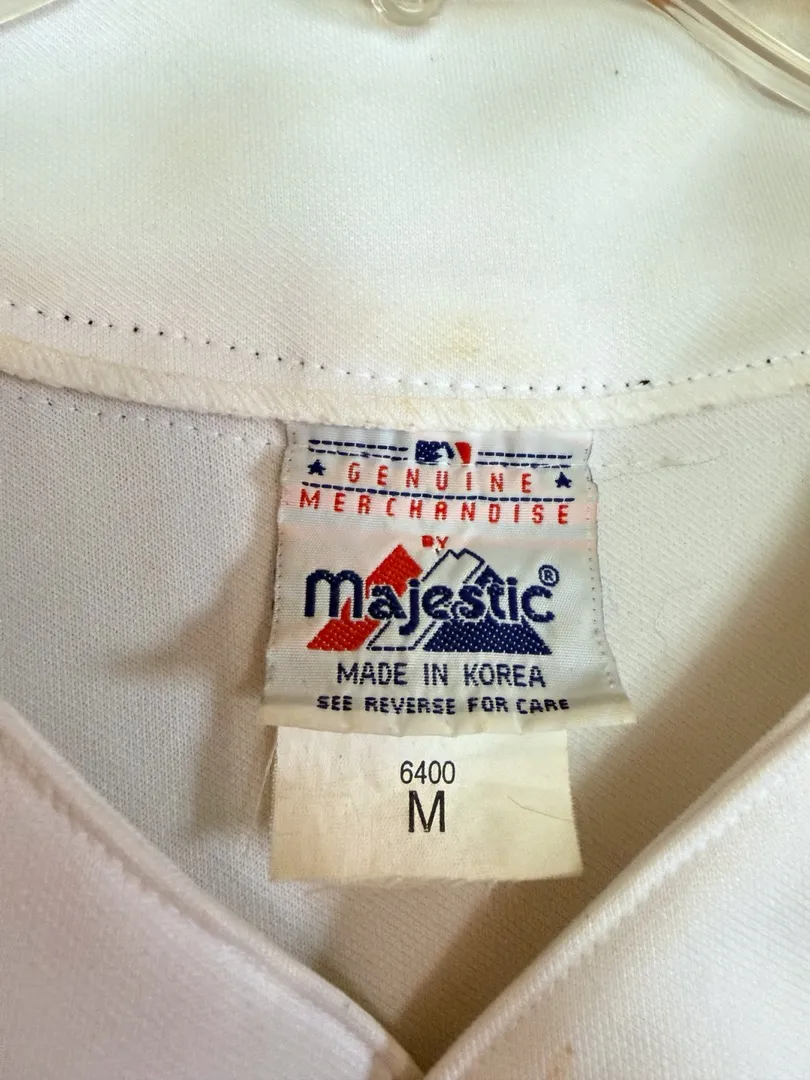 GENUINE
MERCHANDISE
BY
Majestic®
MADE IN KOREA
SEE REVERSE FOR CARE
6400
M